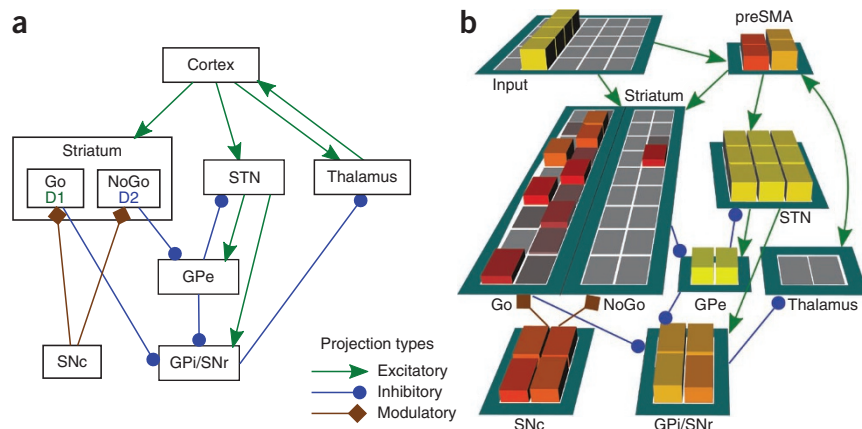 a
Cortex
Striatum
Go
D1
NoGo
D2
STN
Thalamus
GPe
SNc
GPi/SNr
Projection types
Excitatory
Inhibitory
Modulatory
b
preSMA
Input
Striatum
STN
Go
NoGo
GPe
Thalamus
SNc
GPi/SNr